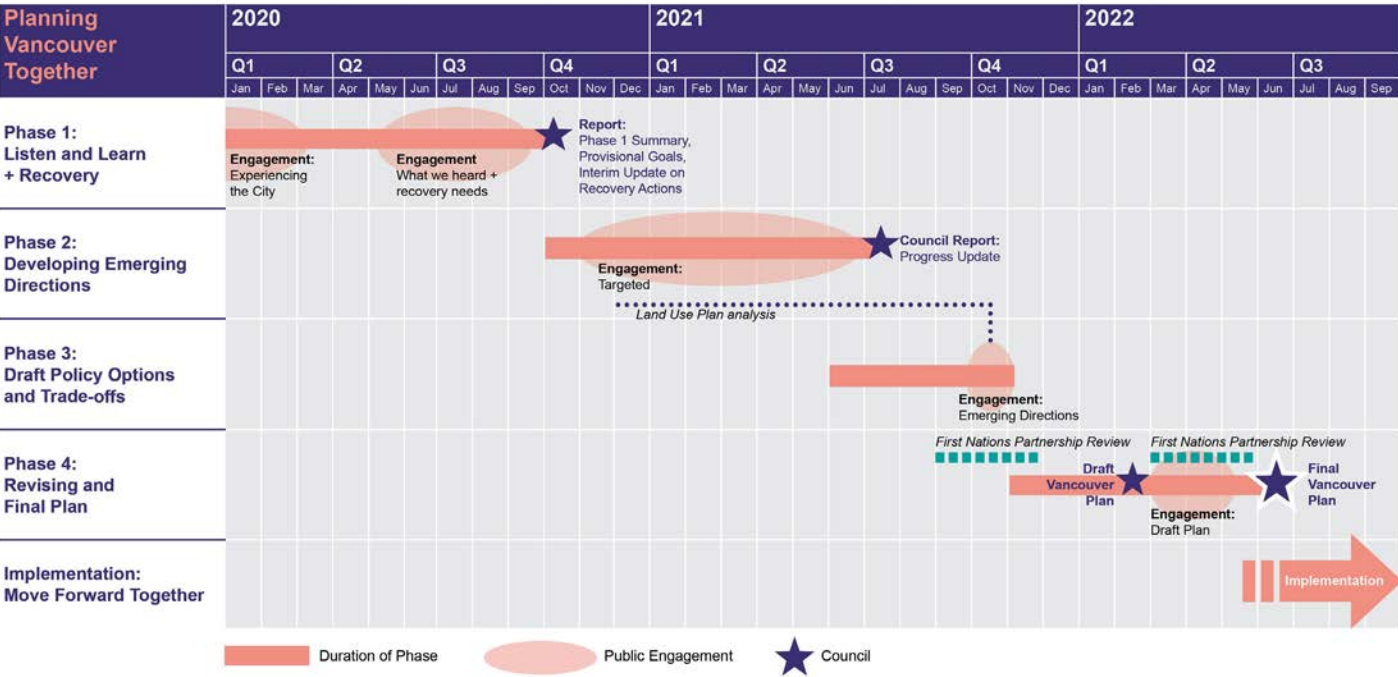 Planning
Vancouver
Together
2020
2021
2022
Q1
Q2
Q3
Q4
Q1
Q2
Q3
Q4
Q1
Q2
Q3
Jan
Feb
Mar
Apr
May
Jun
Jul
Aug
Sep
Oct
Nov
Dec
Jan
Feb
Mar
Apr
May
Jun
Jul
Aug
Sep
Oct
Nov
Dec
Jan
Feb
Mar
Apr
May
Jun
Jul
Aug
Sep
Phase 1:
Listen and Learn
+ Recovery
Engagement:
Experiencing
the City
Engagement
What we heard +
recovery needs
Report:
Phase 1 Summary,
Provisional Goals,
Interim Update on
Recovery Actions
Phase 2:
Developing Emerging
Directions
Engagement:
Targeted
Council Report:
Progress Update
Land Use Plan analysis
Phase 3:
Draft Policy Options
and Trade-offs
Engagement:
Emerging Directions
Phase 4:
Revising and
Final Plan
First Nations Partnership Review
First Nations Partnership Review
Draft
Vancouver
Plan
Engagement:
Draft Plan
Final
Vancouver
Plan
Implementation:
Move Forward Together
Implementation
Duration of Phase
Public Engagement
Council